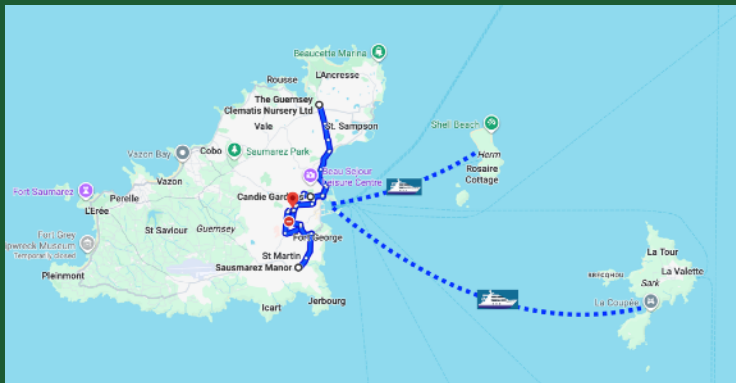 Beaucette Marina
L'Ancresse
Rousse
The Guernsey
Clematis Nursery Ltd
Vale
St. Sampson
Shell Beach
Vazon Bay
Cobo
Saumarez Park
Herm
Rosaire
Cottage
Beau Sejour
Leisure Centre
Vazon
Fort Saumarez
Perelle
Candie Gardens
L'Erée
St Saviour
Guernsey
Fort George
Fort Grey
Shipwreck Museum
Temporarily closed
St Martin
Sausmarez Manor
Pleinmont
Icart
Jerbourg
La Tour
La Valette
BRECQHOU
Sark
La Coupée